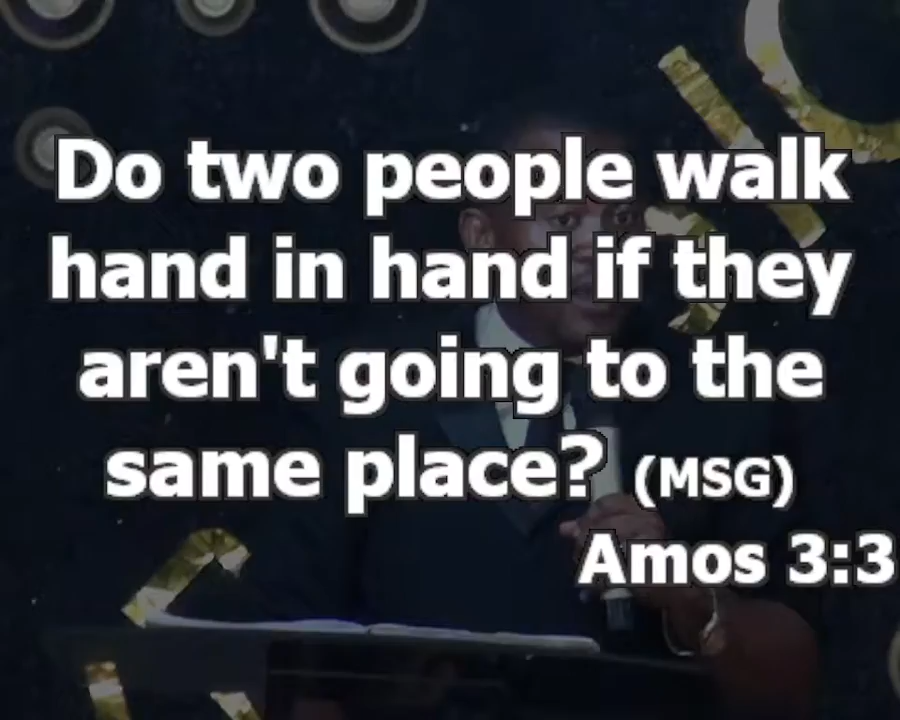 Do two people walk
hand in hand if they
aren't going to the
same place? (MSG)
Amos 3:3